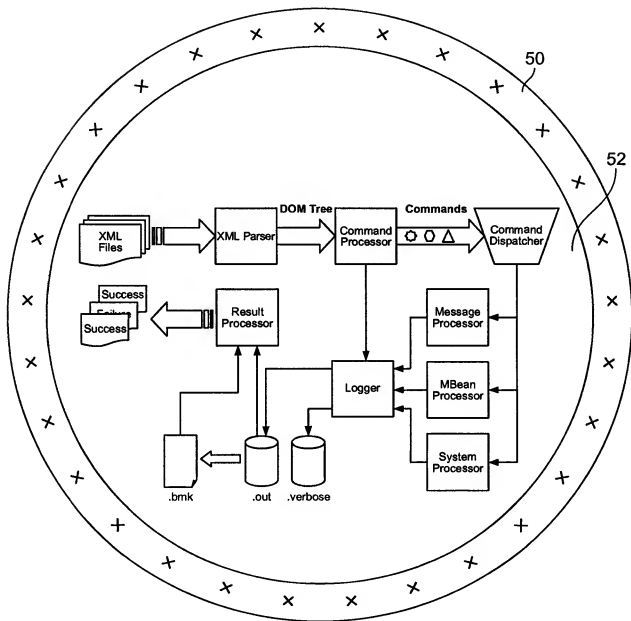 50
52
DOM Tree
Commands
XML
Files
XML Parser
Command
Processor
Command
Dispatcher
Success
Failure
Success
Result
Processor
Message
Processor
Logger
MBean
Processor
System
Processor
.bmk
.out
.verbose